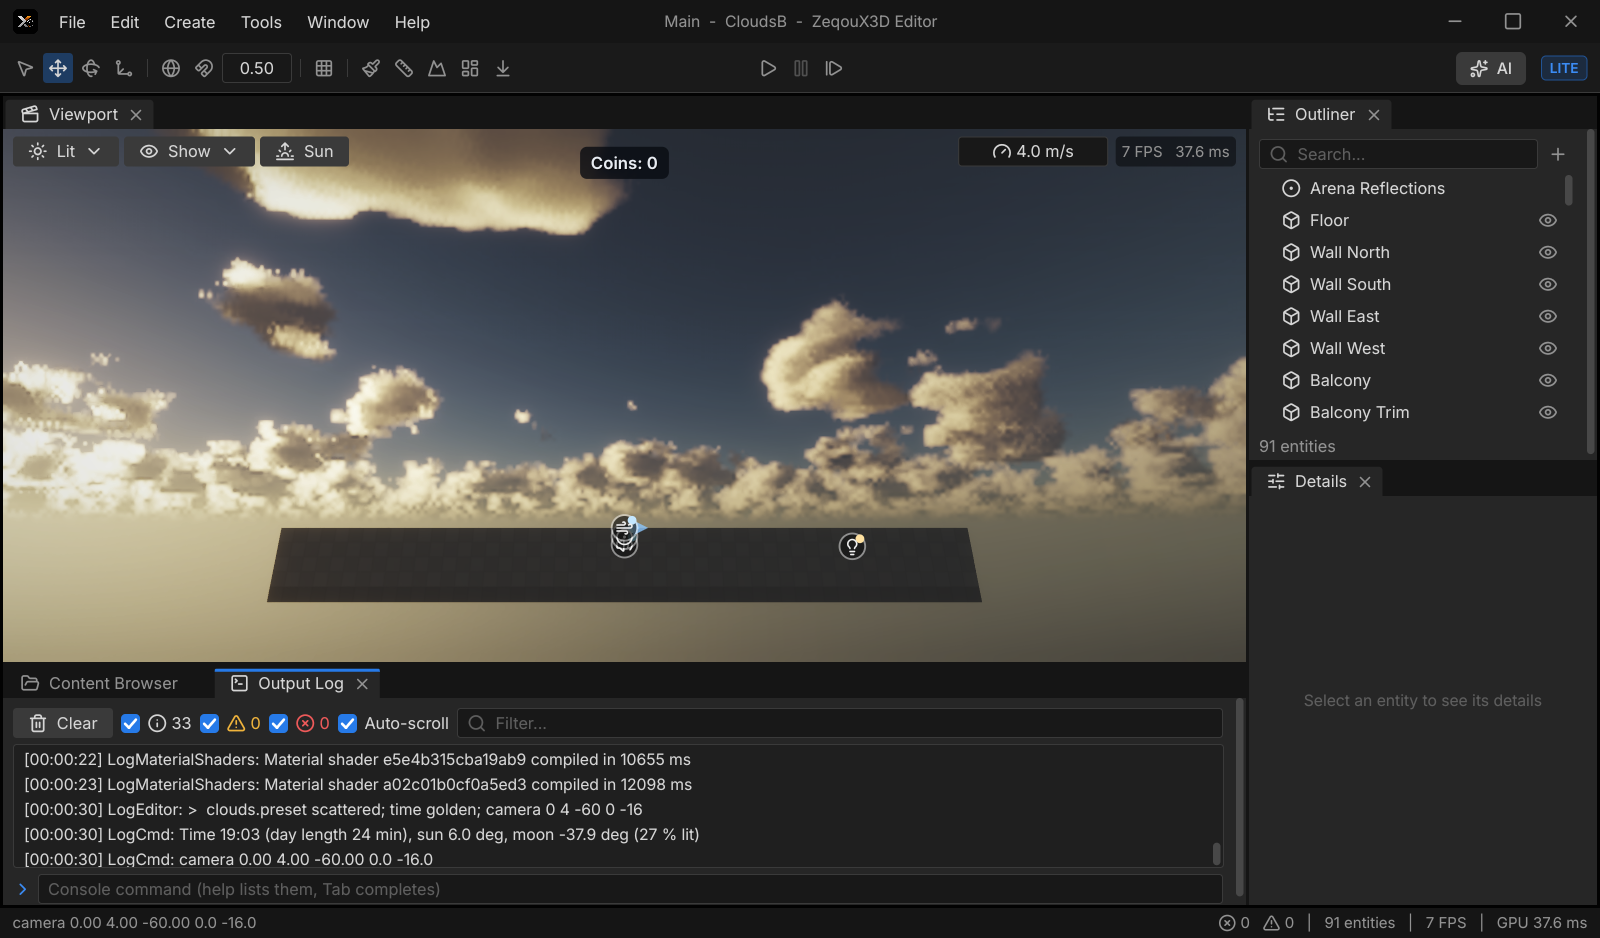 File Edit Create Tools Window Help
Main - CloudsB - ZeqouX3D Editor
0.50
AI
LITE
Viewport
Lit
Show
Sun
Coins: 0
4.0 m/s
7 FPS 37.6 ms
Outliner
Search...
Arena Reflections
Floor
Wall North
Wall South
Wall East
Wall West
Balcony
Balcony Trim
91 entities
Details
Select an entity to see its details
Content Browser
Output Log
Clear
33
0
0
Auto-scroll
Filter...
[00:00:22] LogMaterialShaders: Material shader e5e4b315cba19ab9 compiled in 10655 ms
[00:00:23] LogMaterialShaders: Material shader a02c01b0cf0a5ed3 compiled in 12098 ms
[00:00:30] LogEditor: > clouds.preset scattered; time golden; camera 0 4 -60 0 -16
[00:00:30] LogCmd: Time 19:03 (day length 24 min), sun 6.0 deg, moon -37.9 deg (27 % lit)
[00:00:30] LogCmd: camera 0.00 4.00 -60.00 0.0 -16.0
Console command (help lists them, Tab completes)
camera 0.00 4.00 -60.00 0.0 -16.0
0
0
91 entities
7 FPS
GPU 37.6 ms